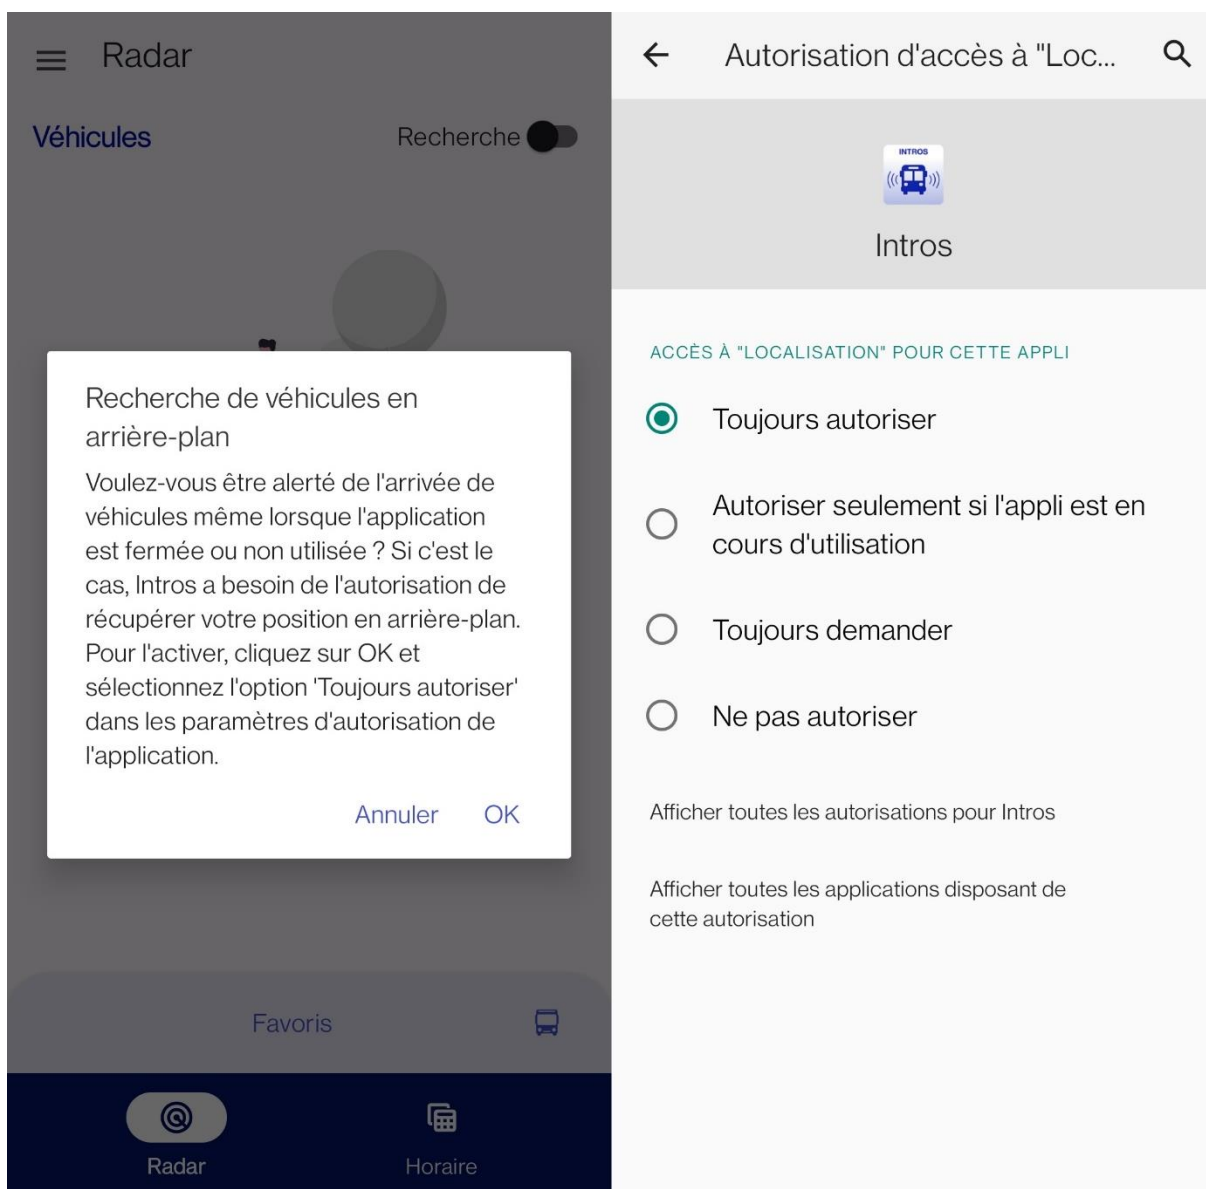 Radar
Véhicules
Recherche
Recherche de véhicules en
arrière-plan
Voulez-vous être alerté de l'arrivée de
véhicules même lorsque l'application
est fermée ou non utilisée ? Si c'est le
cas, Intros a besoin de l'autorisation de
récupérer votre position en arrière-plan.
Pour l'activer, cliquez sur OK et
sélectionnez l'option 'Toujours autoriser'
dans les paramètres d'autorisation de
l'application.
Annuler
OK
Favoris
Radar
Horaire
Autorisation d'accès à "Loc...
INTROS
Intros
ACCÈS À "LOCALISATION" POUR CETTE APPLI
Toujours autoriser
Autoriser seulement si l'appli est en
cours d'utilisation
Toujours demander
Ne pas autoriser
Afficher toutes les autorisations pour Intros
Afficher toutes les applications disposant de
cette autorisation